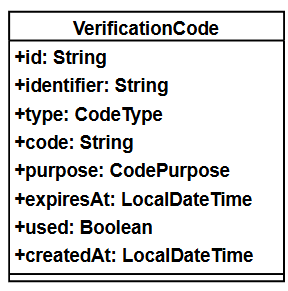 VerificationCode
+id: String
+identifier: String
+type: CodeType
+code: String
+purpose: CodePurpose
+expiresAt: LocalDateTime
+used: Boolean
+createdAt: LocalDateTime